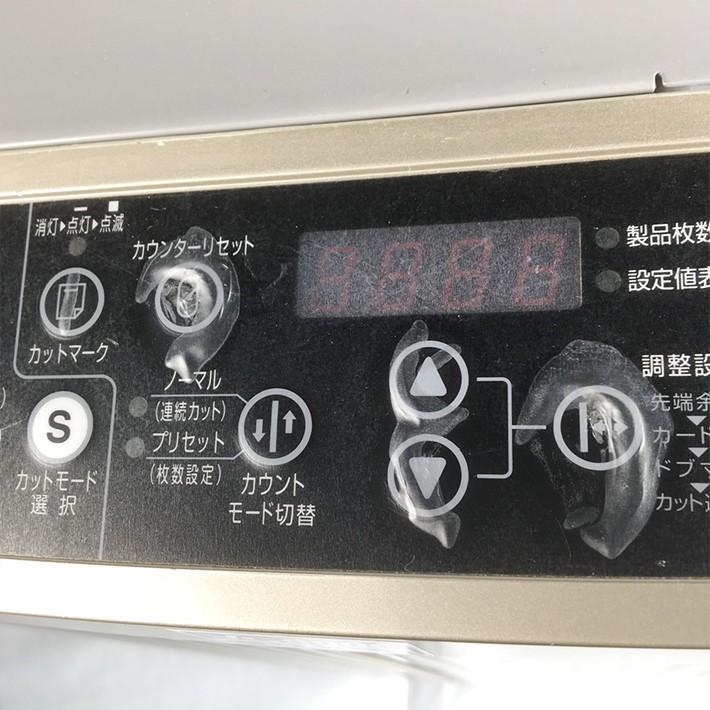 消灯▶点灯▶点滅
カウンターリセット
カットマーク
S
カットモード
選択
ノーマル
(連続カット)
プリセット
(枚数設定)
カウント
モード切替
8888
製品枚数
設定値表
調整設
先端余
カード
ドブマ
カット